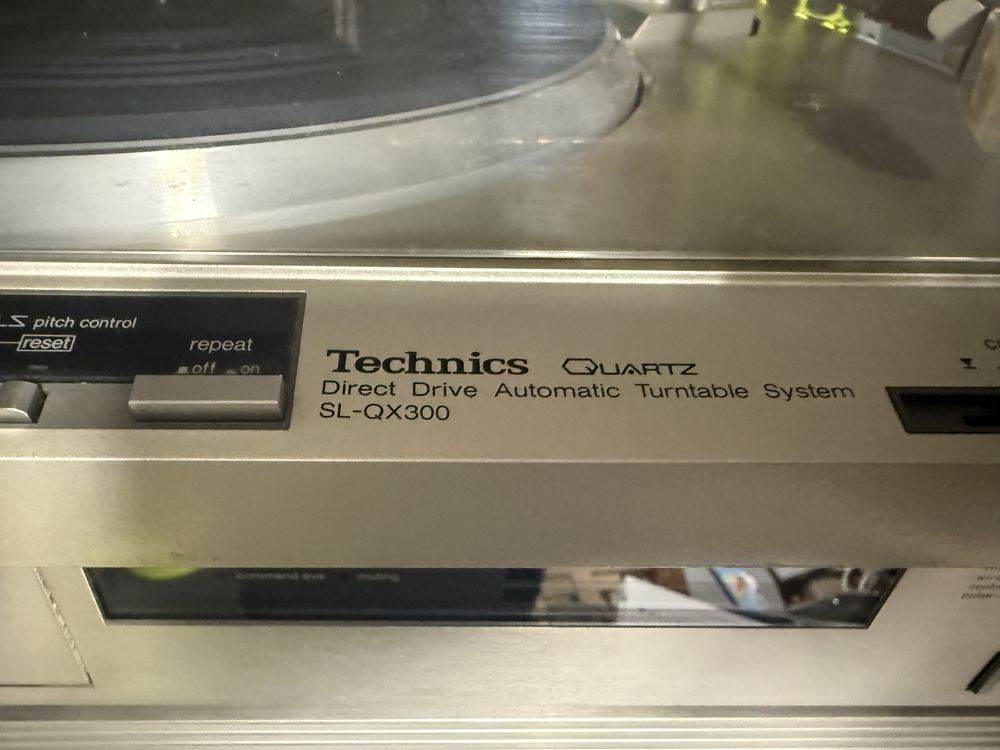 pitch control
reset
repeat
off on
Technics QUARTZ
Direct Drive Automatic Turntable System
SL-QX300
command eye muting